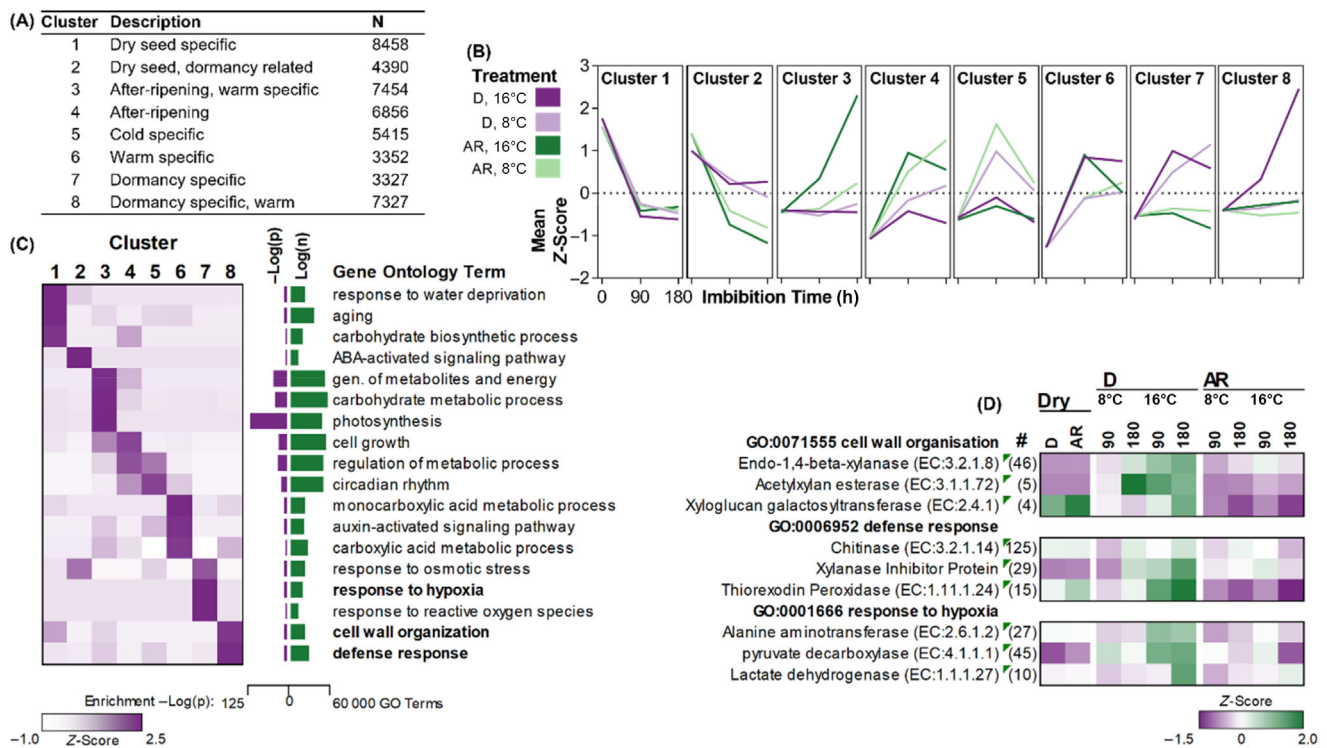 (A) Cluster Description N
1 Dry seed specific 8458
2 Dry seed, dormancy related 4390
3 After-ripening, warm specific 7454
4 After-ripening 6856
5 Cold specific 5415
6 Warm specific 3352
7 Dormancy specific 3327
8 Dormancy specific, warm 7327
(B)
Treatment
D, 16°C
D, 8°C
AR, 16°C
AR, 8°C
Cluster 1 Cluster 2 Cluster 3 Cluster 4 Cluster 5 Cluster 6 Cluster 7 Cluster 8
3
2
1
0
−1
−2
Mean
Z-Score
0 90 180 Imbibition Time (h)
(C) Cluster
1 2 3 4 5 6 7 8
−Log(p)
Log(n)
Gene Ontology Term
response to water deprivation
aging
carbohydrate biosynthetic process
ABA-activated signaling pathway
gen. of metabolites and energy
carbohydrate metabolic process
photosynthesis
cell growth
regulation of metabolic process
circadian rhythm
monocarboxylic acid metabolic process
auxin-activated signaling pathway
carboxylic acid metabolic process
response to osmotic stress
response to hypoxia
response to reactive oxygen species
cell wall organization
defense response
Enrichment −Log(p): 125 0 60 000 GO Terms
−1.0 Z-Score 2.5
(D)
Dry D AR
8°C 16°C 8°C 16°C
D AR 90 180 90 180 90 180 90 180
GO:0071555 cell wall organisation #
Endo-1,4-beta-xylanase (EC:3.2.1.8) (46)
Acetylxylan esterase (EC:3.1.1.72) (5)
Xyloglucan galactosyltransferase (EC:2.4.1) (4)
GO:0006952 defense response
Chitinase (EC:3.2.1.14) (125)
Xylanase Inhibitor Protein (29)
Thiorexodin Peroxidase (EC:1.11.1.24) (15)
GO:0001666 response to hypoxia
Alanine aminotransferase (EC:2.6.1.2) (27)
pyruvate decarboxylase (EC:4.1.1.1) (45)
Lactate dehydrogenase (EC:1.1.1.27) (10)
Z-Score
−1.5 0 2.0